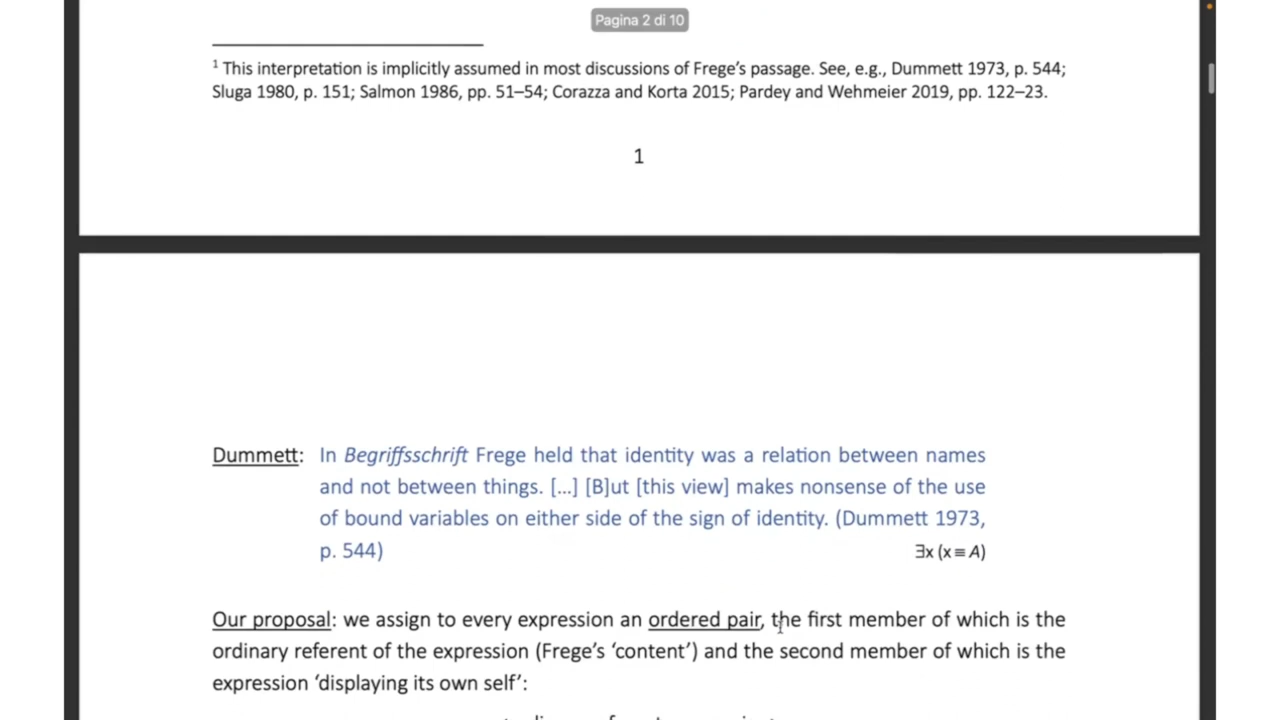 Pagina 2 di 10
¹ This interpretation is implicitly assumed in most discussions of Frege’s passage. See, e.g., Dummett 1973, p. 544;
Sluga 1980, p. 151; Salmon 1986, pp. 51–54; Corazza and Korta 2015; Pardey and Wehmeier 2019, pp. 122–23.
1
Dummett: In Begriffsschrift Frege held that identity was a relation between names
and not between things. […] [B]ut [this view] makes nonsense of the use
of bound variables on either side of the sign of identity. (Dummett 1973,
p. 544) ∃x (x ≡ A)
Our proposal: we assign to every expression an ordered pair, the first member of which is the
ordinary referent of the expression (Frege’s ‘content’) and the second member of which is the
expression ‘displaying its own self’: